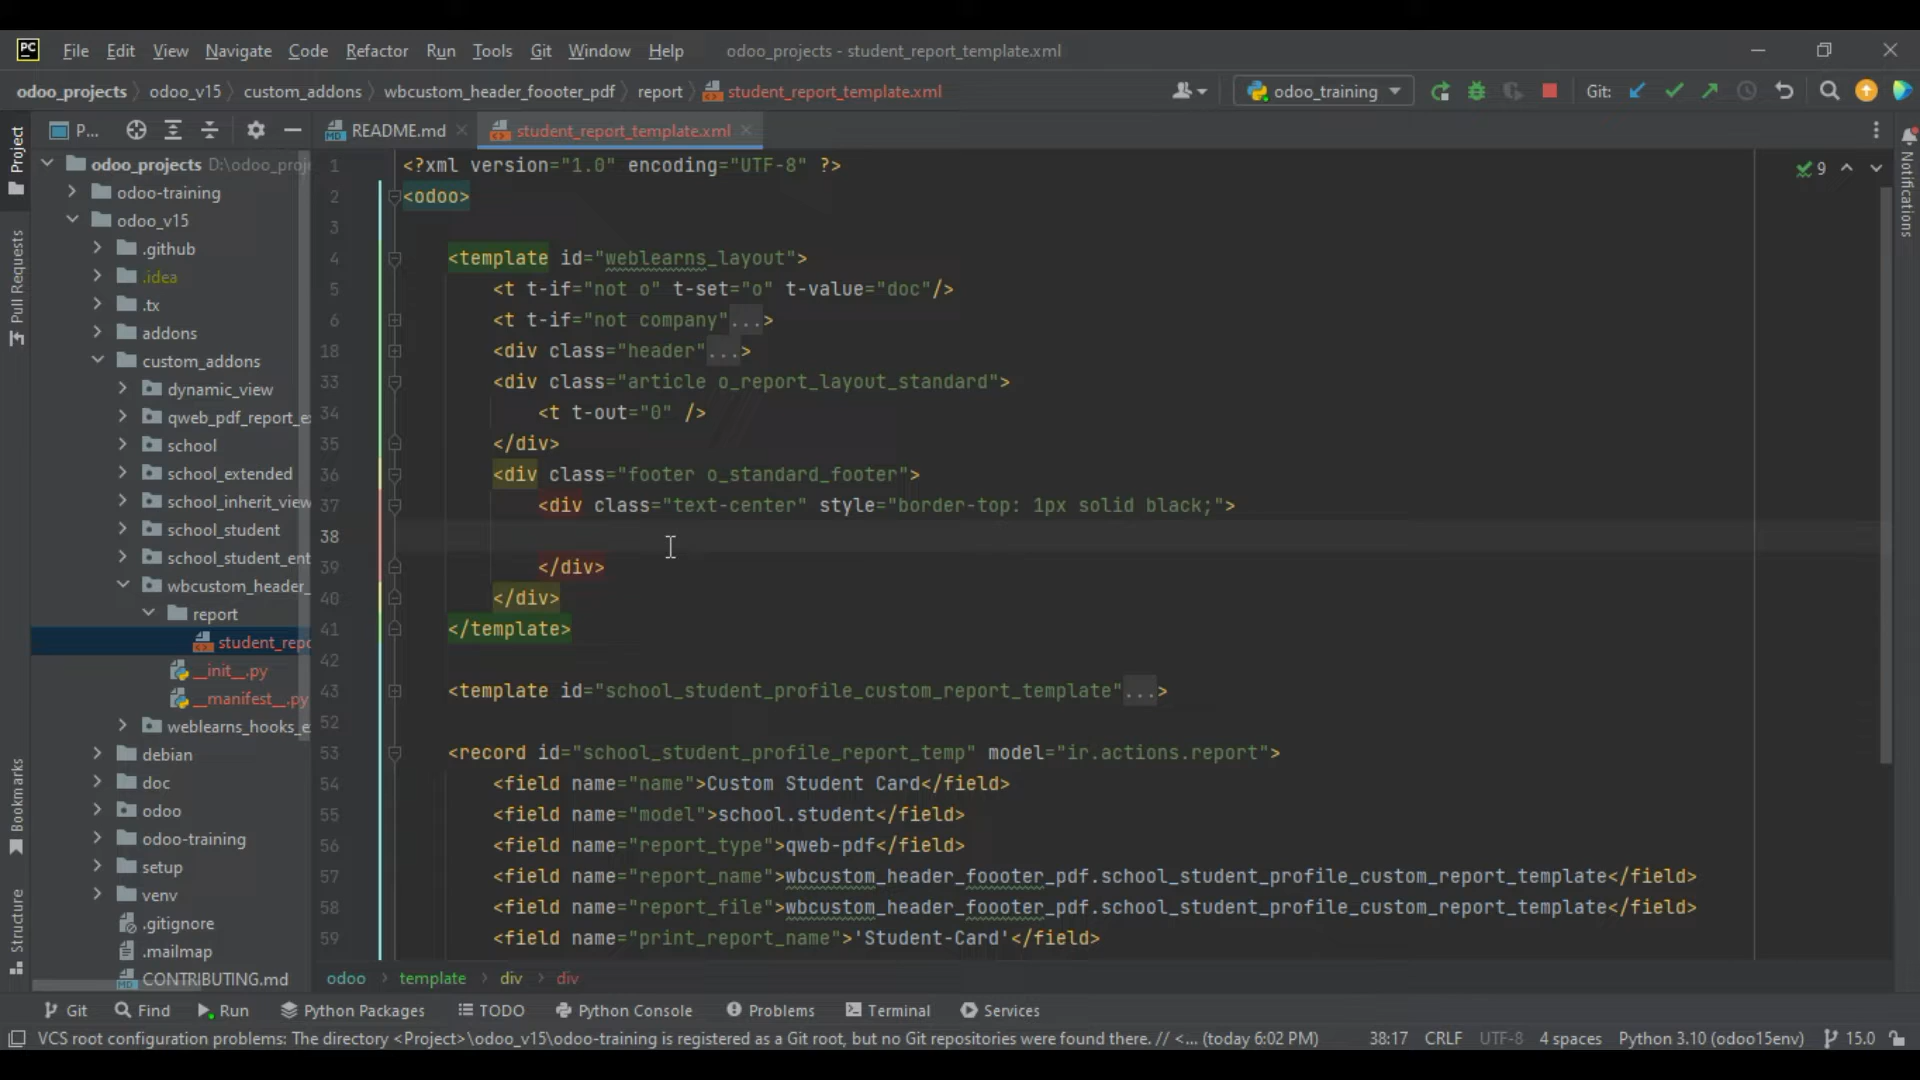 PC File Edit View Navigate Code Refactor Run Tools Git Window Help odoo_projects - student_report_template.xml
odoo_projects odoo_v15 custom_addons wbcustom_header_foooter_pdf report student_report_template.xml odoo_training Git:
P... README.md student_report_template.xml
Project
Pull Requests
Bookmarks
Structure
Notifications
odoo_projects D:\odoo_proj
odoo-training
odoo_v15
.github
.idea
.tx
addons
custom_addons
dynamic_view
qweb_pdf_report_e
school
school_extended
school_inherit_view
school_student
school_student_ent
wbcustom_header_
report
student_repo
__init__.py
__manifest__.py
weblearns_hooks_e
debian
doc
odoo
odoo-training
setup
venv
.gitignore
.mailmap
CONTRIBUTING.md
9
1 <?xml version="1.0" encoding="UTF-8" ?>
2 <odoo>
3
4 <template id="weblearns_layout">
5 <t t-if="not o" t-set="o" t-value="doc"/>
6 <t t-if="not company"...>
18 <div class="header"...>
33 <div class="article o_report_layout_standard">
34 <t t-out="0" />
35 </div>
36 <div class="footer o_standard_footer">
37 <div class="text-center" style="border-top: 1px solid black;">
38
39 </div>
40 </div>
41 </template>
42
43 <template id="school_student_profile_custom_report_template"...>
52
53 <record id="school_student_profile_report_temp" model="ir.actions.report">
54 <field name="name">Custom Student Card</field>
55 <field name="model">school.student</field>
56 <field name="report_type">qweb-pdf</field>
57 <field name="report_name">wbcustom_header_foooter_pdf.school_student_profile_custom_report_template</field>
58 <field name="report_file">wbcustom_header_foooter_pdf.school_student_profile_custom_report_template</field>
59 <field name="print_report_name">'Student-Card'</field>
odoo template div div
Git Find Run Python Packages TODO Python Console Problems Terminal Services
VCS root configuration problems: The directory <Project>\odoo_v15\odoo-training is registered as a Git root, but no Git repositories were found there. // <... (today 6:02 PM) 38:17 CRLF UTF-8 4 spaces Python 3.10 (odoo15env) 15.0